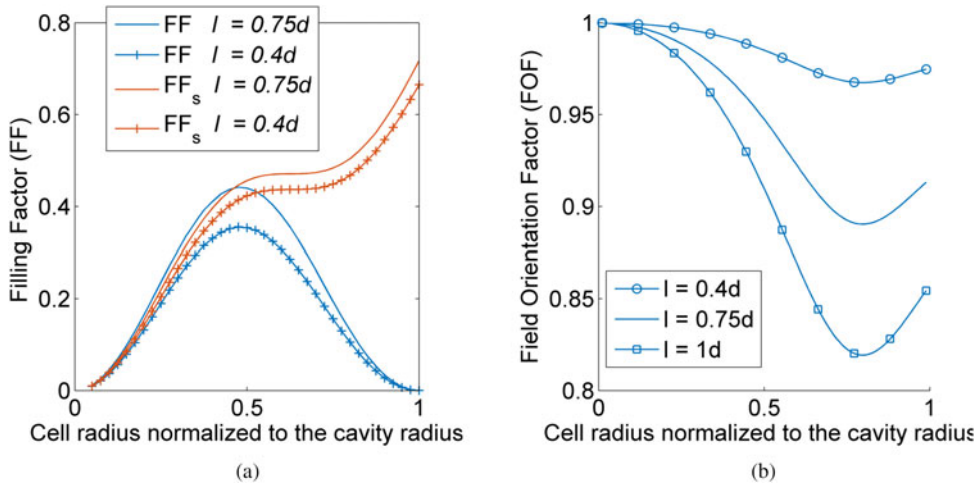 0.8
0.6
0.4
0.2
0
Filling Factor (FF)
FF l = 0.75d
FF l = 0.4d
FFs l = 0.75d
FFs l = 0.4d
0 0.5 1
Cell radius normalized to the cavity radius
(a)
1
0.95
0.9
0.85
0.8
Field Orientation Factor (FOF)
l = 0.4d
l = 0.75d
l = 1d
0 0.5 1
Cell radius normalized to the cavity radius
(b)